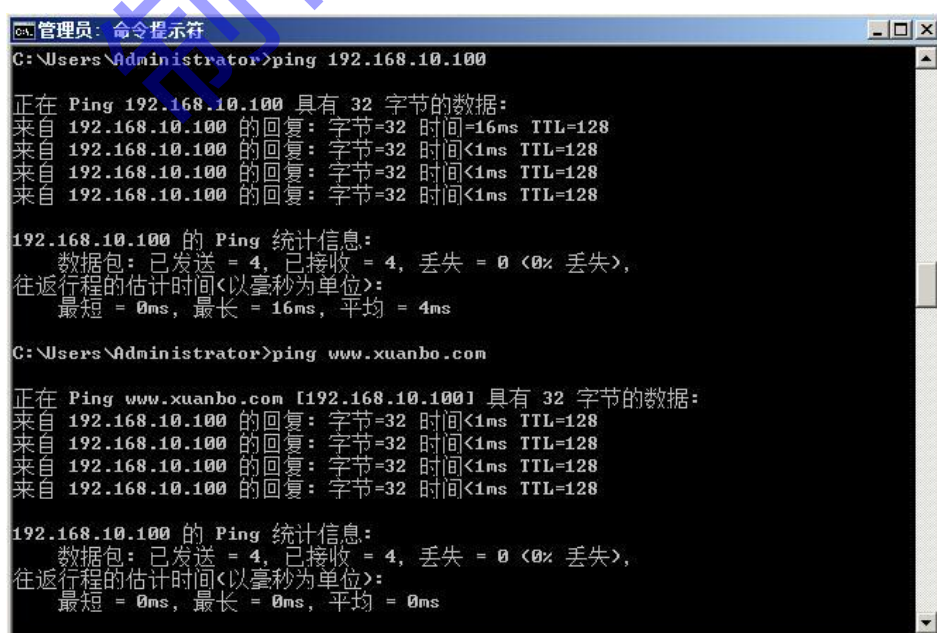 制
管理员: 命令提示符
C:\Users\Administrator>ping 192.168.10.100
正在 Ping 192.168.10.100 具有 32 字节的数据:
来自 192.168.10.100 的回复: 字节=32 时间=16ms TTL=128
来自 192.168.10.100 的回复: 字节=32 时间<1ms TTL=128
来自 192.168.10.100 的回复: 字节=32 时间<1ms TTL=128
来自 192.168.10.100 的回复: 字节=32 时间<1ms TTL=128
192.168.10.100 的 Ping 统计信息:
数据包: 已发送 = 4, 已接收 = 4, 丢失 = 0 (0% 丢失),
往返行程的估计时间(以毫秒为单位):
最短 = 0ms, 最长 = 16ms, 平均 = 4ms
C:\Users\Administrator>ping www.xuanbo.com
正在 Ping www.xuanbo.com [192.168.10.100] 具有 32 字节的数据:
来自 192.168.10.100 的回复: 字节=32 时间<1ms TTL=128
来自 192.168.10.100 的回复: 字节=32 时间<1ms TTL=128
来自 192.168.10.100 的回复: 字节=32 时间<1ms TTL=128
来自 192.168.10.100 的回复: 字节=32 时间<1ms TTL=128
192.168.10.100 的 Ping 统计信息:
数据包: 已发送 = 4, 已接收 = 4, 丢失 = 0 (0% 丢失),
往返行程的估计时间(以毫秒为单位):
最短 = 0ms, 最长 = 0ms, 平均 = 0ms